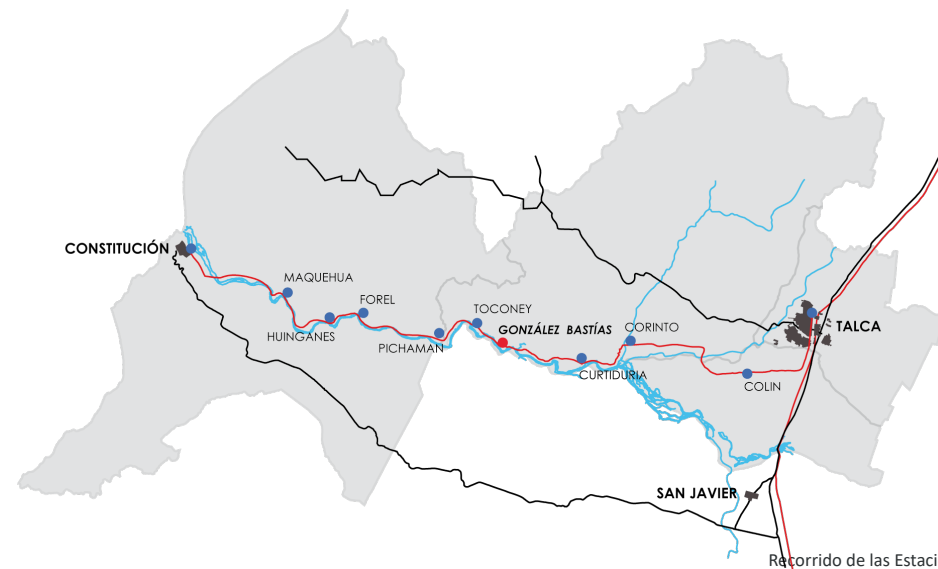 CONSTITUCIÓN
MAQUEHUA
FOREL
HUINGANES
PICHAMAN
TOCONEY
GONZÁLEZ BASTÍAS
CORINTO
CURTIDURIA
COLIN
TALCA
SAN JAVIER
Recorrido de las Estaci